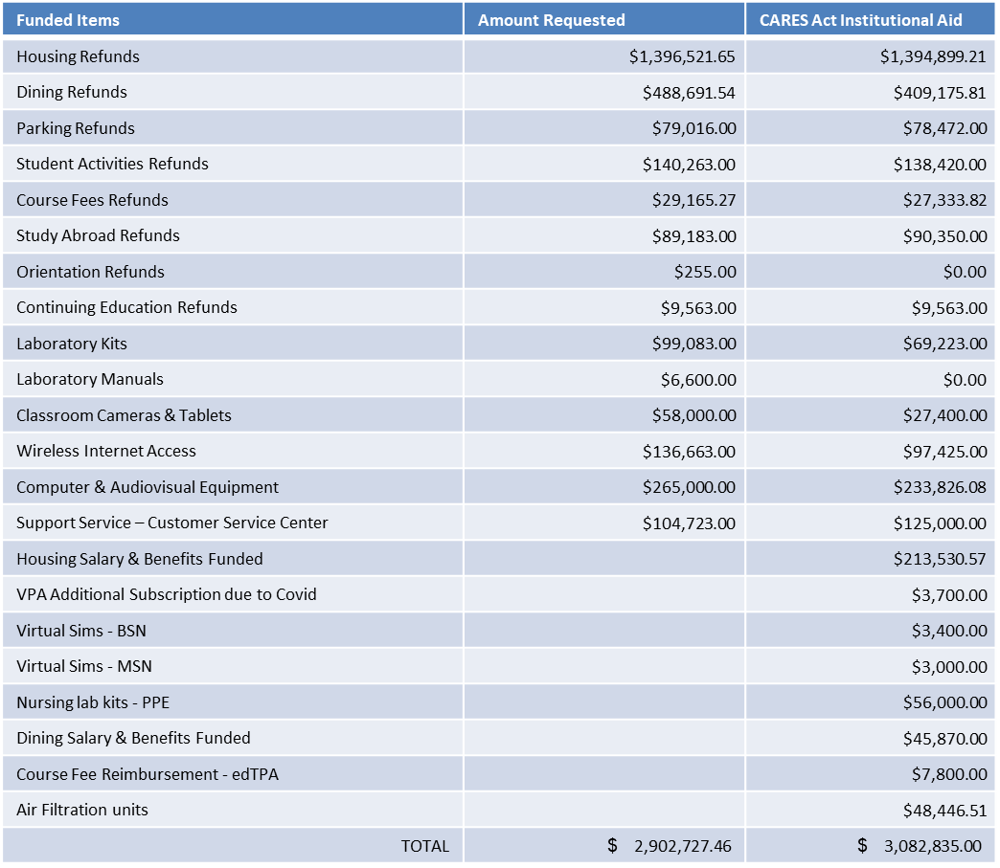 Funded Items Amount Requested CARES Act Institutional Aid
Housing Refunds $1,396,521.65 $1,394,899.21
Dining Refunds $488,691.54 $409,175.81
Parking Refunds $79,016.00 $78,472.00
Student Activities Refunds $140,263.00 $138,420.00
Course Fees Refunds $29,165.27 $27,333.82
Study Abroad Refunds $89,183.00 $90,350.00
Orientation Refunds $255.00 $0.00
Continuing Education Refunds $9,563.00 $9,563.00
Laboratory Kits $99,083.00 $69,223.00
Laboratory Manuals $6,600.00 $0.00
Classroom Cameras & Tablets $58,000.00 $27,400.00
Wireless Internet Access $136,663.00 $97,425.00
Computer & Audiovisual Equipment $265,000.00 $233,826.08
Support Service – Customer Service Center $104,723.00 $125,000.00
Housing Salary & Benefits Funded $213,530.57
VPA Additional Subscription due to Covid $3,700.00
Virtual Sims - BSN $3,400.00
Virtual Sims - MSN $3,000.00
Nursing lab kits - PPE $56,000.00
Dining Salary & Benefits Funded $45,870.00
Course Fee Reimbursement - edTPA $7,800.00
Air Filtration units $48,446.51
TOTAL $ 2,902,727.46 $ 3,082,835.00